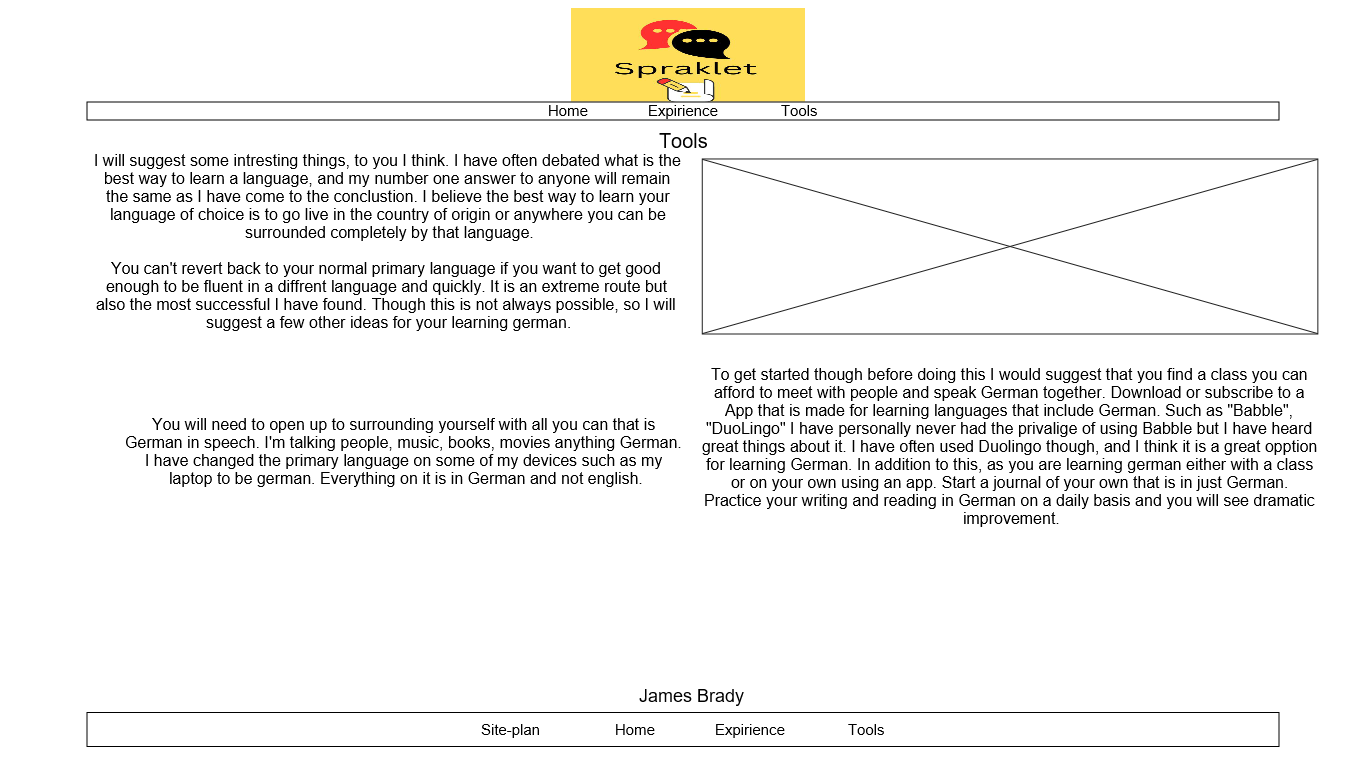 Spraklet
Home Expirience Tools
Tools
I will suggest some intresting things, to you I think. I have often debated what is the
best way to learn a language, and my number one answer to anyone will remain
the same as I have come to the conclustion. I believe the best way to learn your
language of choice is to go live in the country of origin or anywhere you can be
surrounded completely by that language.
You can't revert back to your normal primary language if you want to get good
enough to be fluent in a diffrent language and quickly. It is an extreme route but
also the most successful I have found. Though this is not always possible, so I will
suggest a few other ideas for your learning german.
You will need to open up to surrounding yourself with all you can that is
German in speech. I'm talking people, music, books, movies anything German.
I have changed the primary language on some of my devices such as my
laptop to be german. Everything on it is in German and not english.
To get started though before doing this I would suggest that you find a class you can
afford to meet with people and speak German together. Download or subscribe to a
App that is made for learning languages that include German. Such as "Babble",
"DuoLingo" I have personally never had the privalige of using Babble but I have heard
great things about it. I have often used Duolingo though, and I think it is a great opption
for learning German. In addition to this, as you are learning german either with a class
or on your own using an app. Start a journal of your own that is in just German.
Practice your writing and reading in German on a daily basis and you will see dramatic
improvement.
James Brady
Site-plan Home Expirience Tools